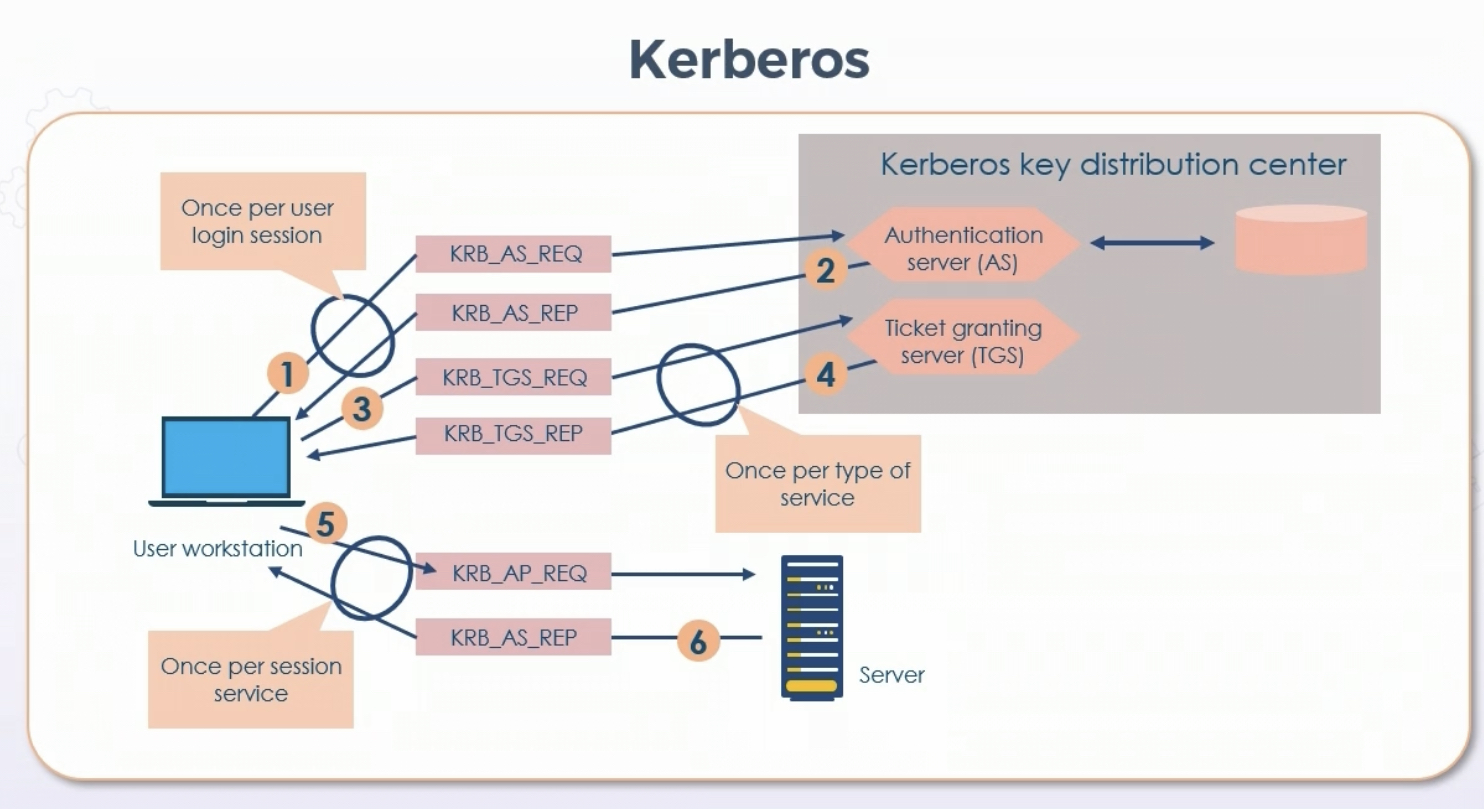 Kerberos
Kerberos key distribution center
Once per user
login session
KRB_AS_REQ
Authentication
server (AS)
2
KRB_AS_REP
Ticket granting
server (TGS)
1
KRB_TGS_REQ
4
3
KRB_TGS_REP
Once per type of
service
5
User workstation
KRB_AP_REQ
KRB_AS_REP
6
Once per session
service
Server